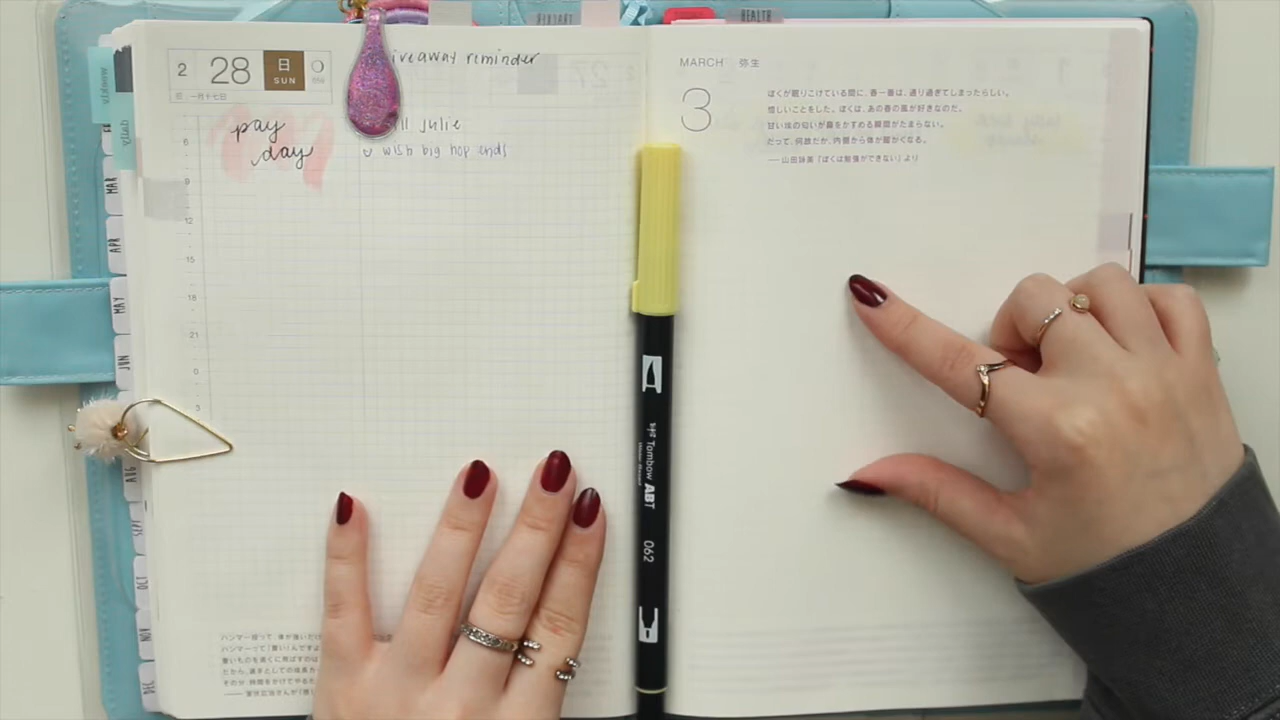 HEALTH
2 28 日 SUN
iveaway reminder
MARCH 弥生
3
ぼくが眠りこけている間に、春一番は、通り過ぎてしまったらしい。
惜しいことをした。ぼくは、あの春の風が好きなのだ。
甘い埃の匂いが鼻をかすめる瞬間がたまらない。
だって、何故だか、内側から体が暖かくなる。
──山田詠美『ぼくは勉強ができない』より
pay
day
ll julie
wish big hop ends
6
9
12
15
18
21
0
3
weekly
daily
MAR
APR
MAY
JUN
AUG
SEPT
OCT
NOV
DEC
Tombow ABT
062